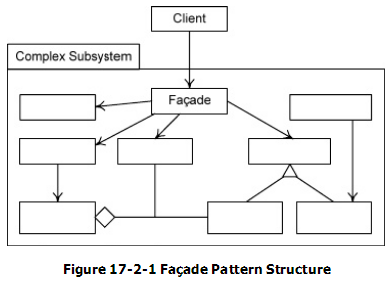 Client
Complex Subsystem
Façade
Figure 17-2-1 Façade Pattern Structure